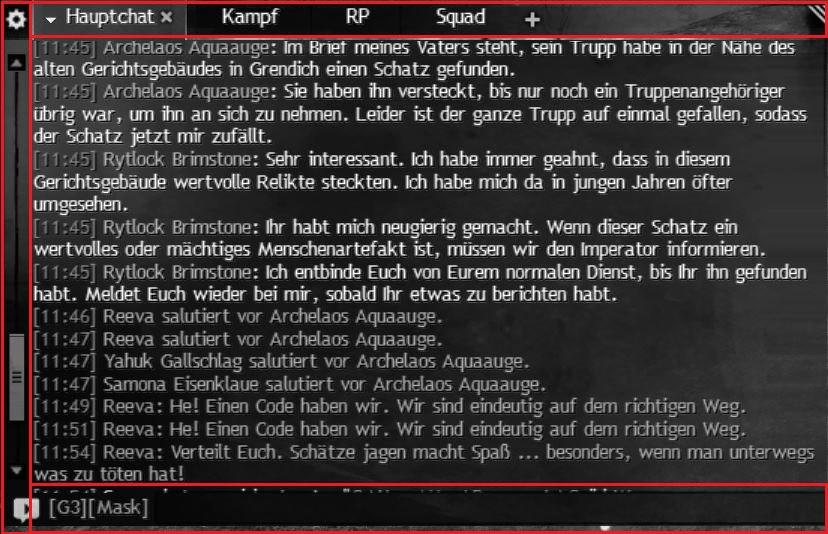 Hauptchat Kampf RP Squad +
[11:45] Archelaos Aquaauge: Im Brief meines Vaters steht, sein Trupp habe in der Nähe des
alten Gerichtsgebäudes in Grendich einen Schatz gefunden.
[11:45] Archelaos Aquaauge: Sie haben ihn versteckt, bis nur noch ein Truppenangehöriger
übrig war, um ihn an sich zu nehmen. Leider ist der ganze Trupp auf einmal gefallen, sodass
der Schatz jetzt mir zufällt.
[11:45] Rytlock Brimstone: Sehr interessant. Ich habe immer geahnt, dass in diesem
Gerichtsgebäude wertvolle Relikte steckten. Ich habe mich da in jungen Jahren öfter
umgesehen.
[11:45] Rytlock Brimstone: Ihr habt mich neugierig gemacht. Wenn dieser Schatz ein
wertvolles oder mächtiges Menschenartefakt ist, müssen wir den Imperator informieren.
[11:45] Rytlock Brimstone: Ich entbinde Euch von Eurem normalen Dienst, bis Ihr ihn gefunden
habt. Meldet Euch wieder bei mir, sobald Ihr etwas zu berichten habt.
[11:46] Reeva salutiert vor Archelaos Aquaauge.
[11:47] Reeva salutiert vor Archelaos Aquaauge.
[11:47] Yahuk Gallschlag salutiert vor Archelaos Aquaauge.
[11:47] Samona Eisenklaue salutiert vor Archelaos Aquaauge.
[11:49] Reeva: He! Einen Code haben wir. Wir sind eindeutig auf dem richtigen Weg.
[11:51] Reeva: He! Einen Code haben wir. Wir sind eindeutig auf dem richtigen Weg.
[11:54] Reeva: Verteilt Euch. Schätze jagen macht Spaß ... besonders, wenn man unterwegs
was zu töten hat!
[G3][Mask]